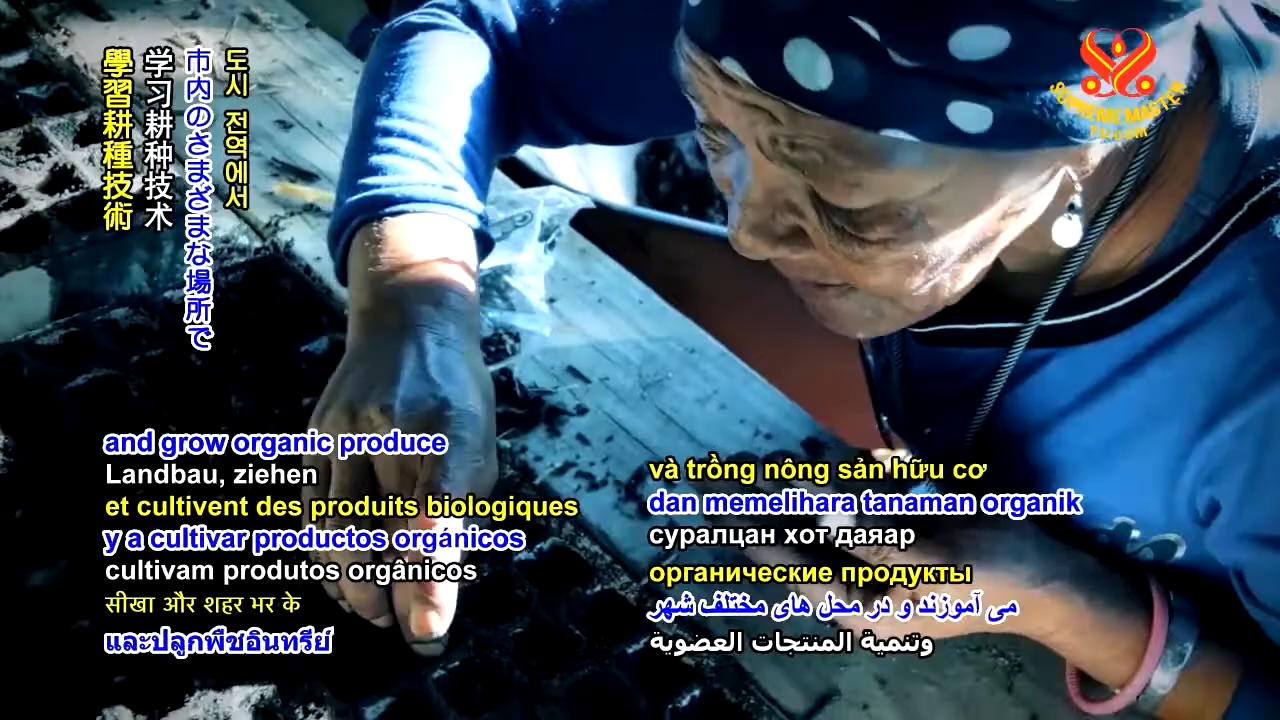 學習耕種技術
学习耕种技术
市内のさまざまな場所で
도시 전역에서
SUPREME MASTER
TV.COM
and grow organic produce
Landbau, ziehen
et cultivent des produits biologiques
y a cultivar productos orgánicos
cultivam produtos orgânicos
सीखा और शहर भर के
และปลูกพืชอินทรีย์
và trồng nông sản hữu cơ
dan memelihara tanaman organik
суралцан хот даяар
органические продукты
می آموزند و در محل های مختلف شهر
وتنمية المنتجات العضوية